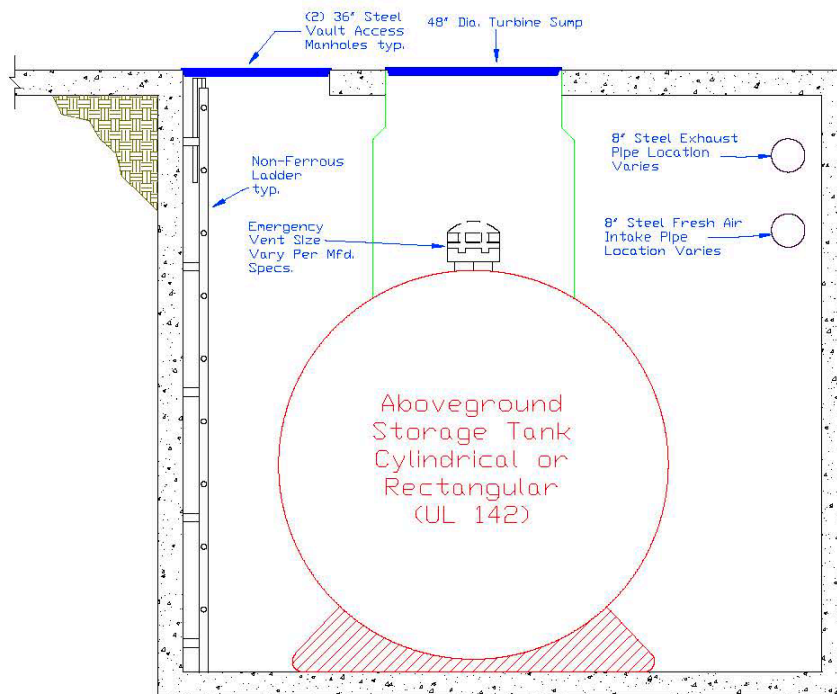 (2) 36" Steel
Vault Access
Manholes typ.
48" Dia. Turbine Sump
Non-Ferrous
Ladder
typ.
Emergency
Vent Size
Vary Per Mfd.
Specs.
8" Steel Exhaust
Pipe Location
Varies
8" Steel Fresh Air
Intake Pipe
Location Varies
Aboveground
Storage Tank
Cylindrical or
Rectangular
(UL 142)